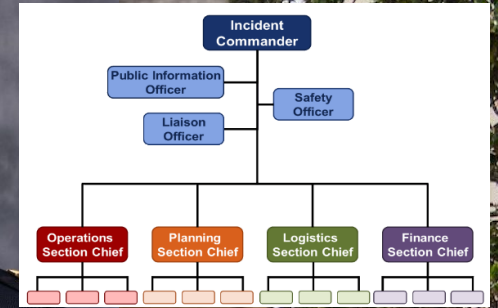 Incident
Commander
Public Information
Officer
Safety
Officer
Liaison
Officer
Operations
Section Chief
Planning
Section Chief
Logistics
Section Chief
Finance
Section Chief